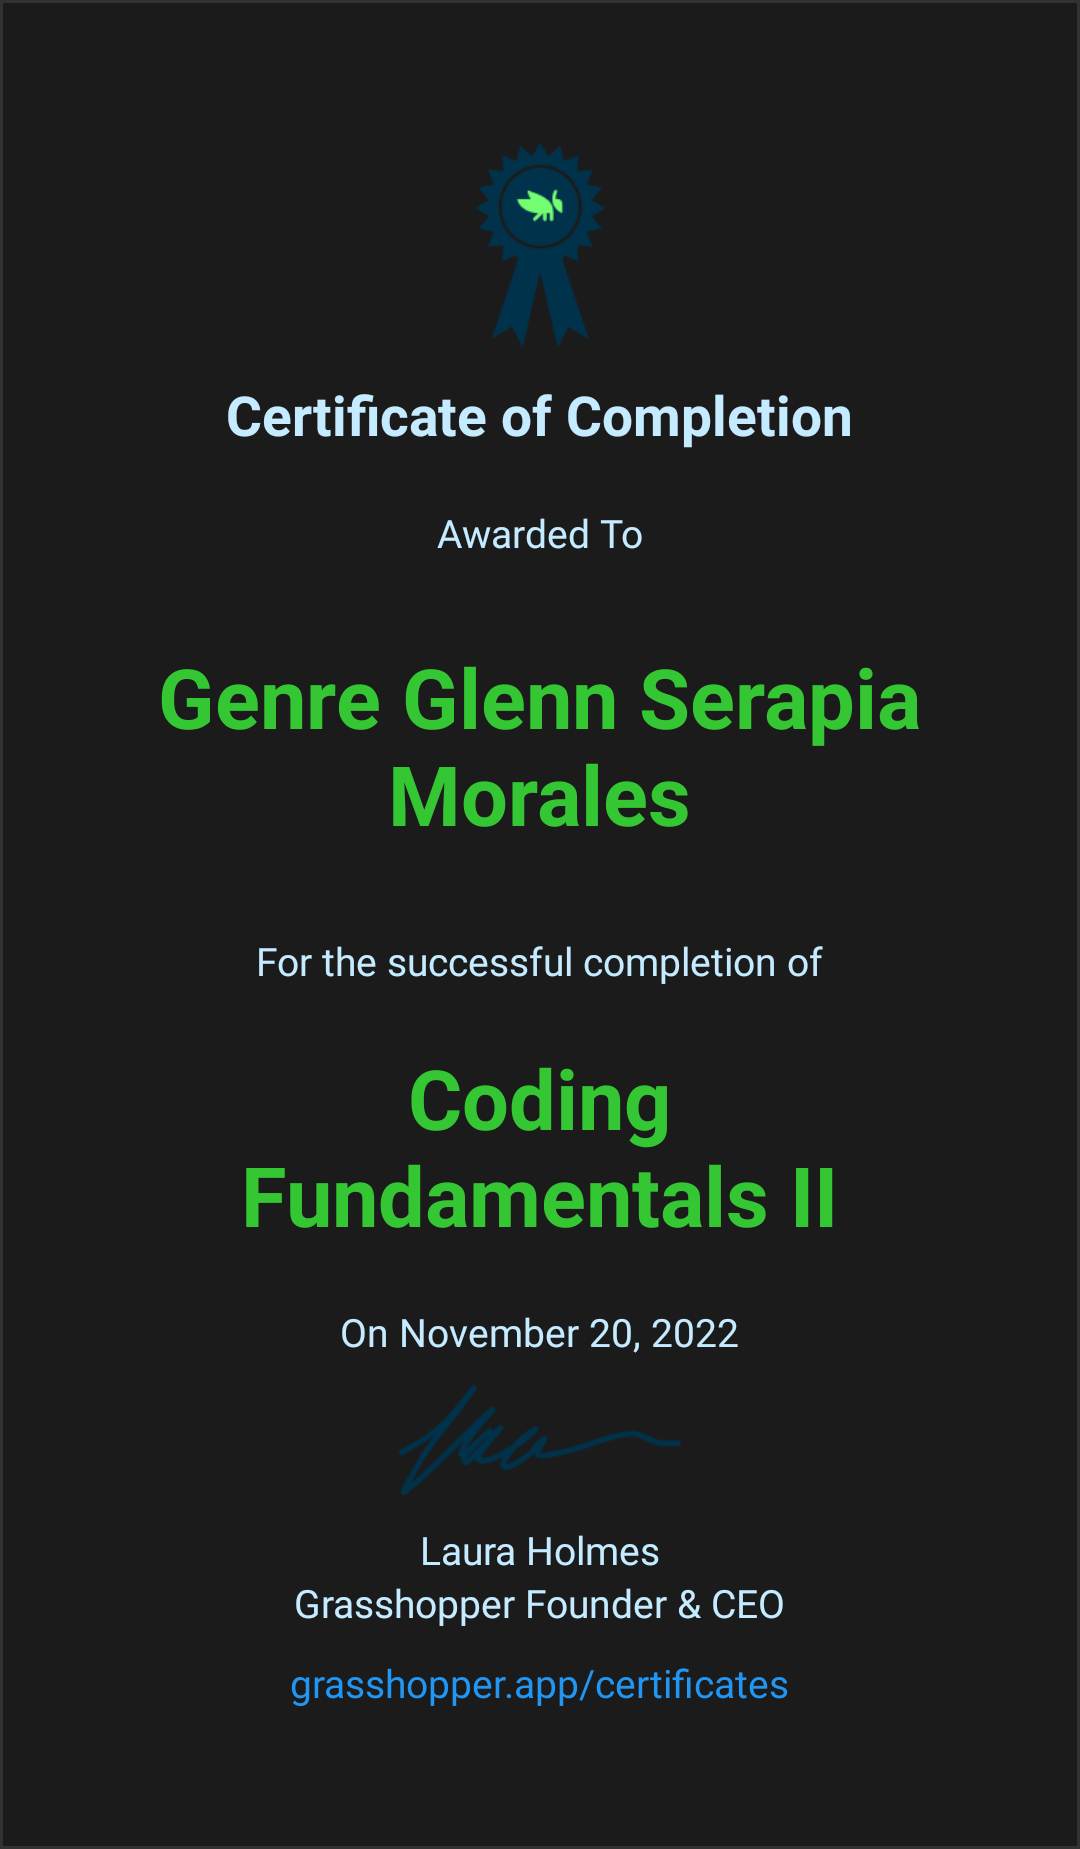 Certificate of Completion
Awarded To
Genre Glenn Serapia
Morales
For the successful completion of
Coding
Fundamentals II
On November 20, 2022
Laura Holmes
Grasshopper Founder & CEO
grasshopper.app/certificates